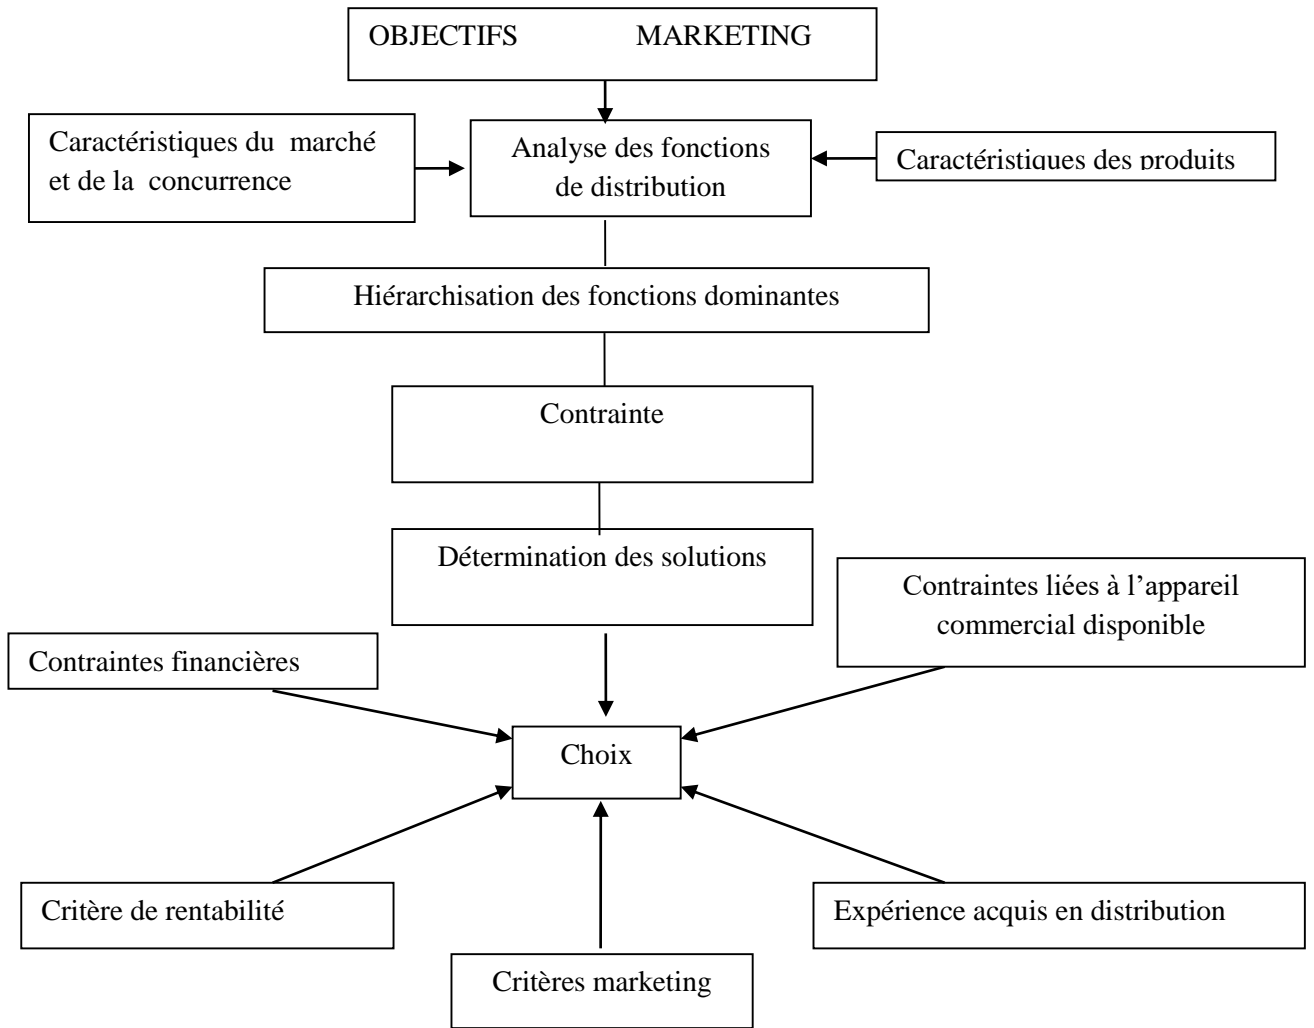 OBJECTIFS MARKETING
Caractéristiques du marché
et de la concurrence
Analyse des fonctions
de distribution
Caractéristiques des produits
Hiérarchisation des fonctions dominantes
Contrainte
Détermination des solutions
Contraintes liées à l’appareil
commercial disponible
Contraintes financières
Choix
Critère de rentabilité
Expérience acquis en distribution
Critères marketing